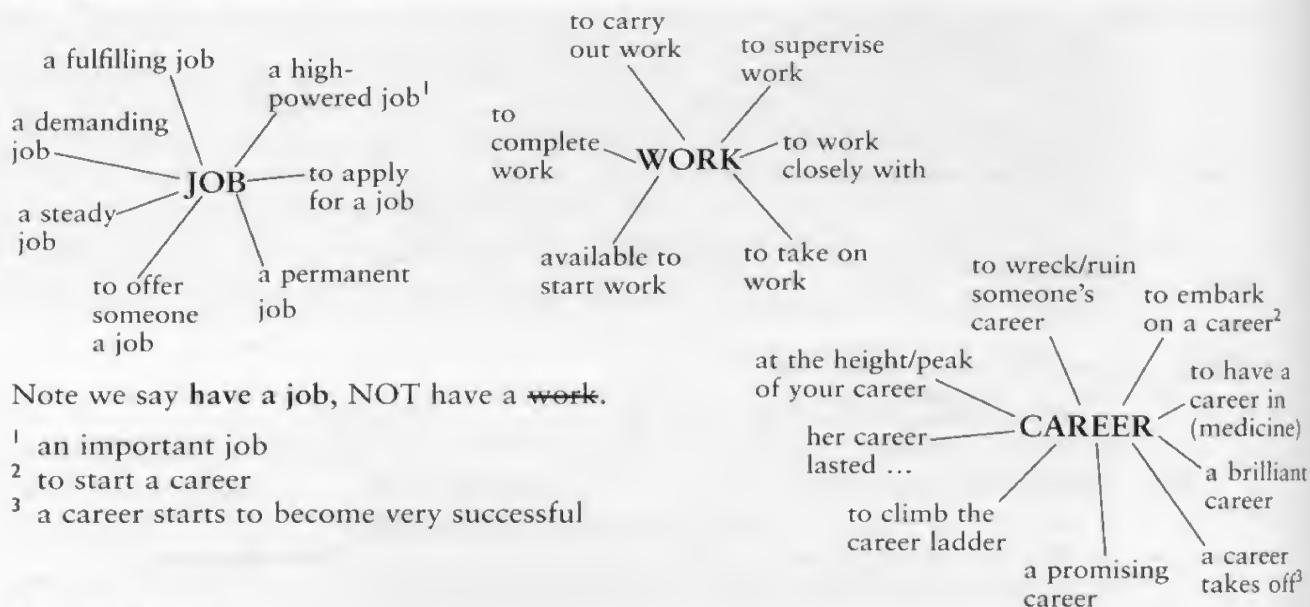 a fulfilling job
a high-
powered job¹
a demanding
job
JOB
to apply
for a job
a steady
job
to offer
someone
a job
a permanent
job
to carry
out work
to supervise
work
to
complete
work
WORK
to work
closely with
available to
start work
to take on
work
to wreck/ruin
someone's
career
to embark
on a career²
at the height/peak
of your career
to have a
career in
(medicine)
CAREER
her career
lasted ...
a brilliant
career
to climb the
career ladder
a promising
career
a career
takes off³
Note we say have a job, NOT have a work.
¹ an important job
² to start a career
³ a career starts to become very successful